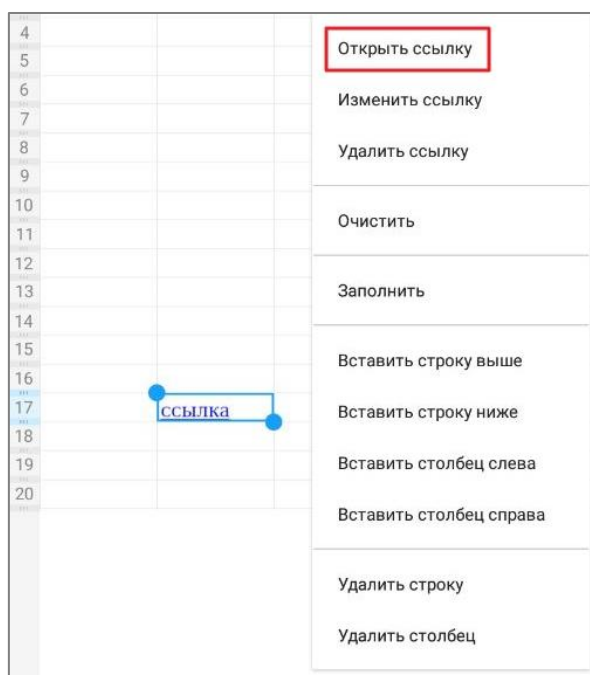 4
5
6
7
8
9
10
11
12
13
14
15
16
17
18
19
20
ссылка
Открыть ссылку
Изменить ссылку
Удалить ссылку
Очистить
Заполнить
Вставить строку выше
Вставить строку ниже
Вставить столбец слева
Вставить столбец справа
Удалить строку
Удалить столбец